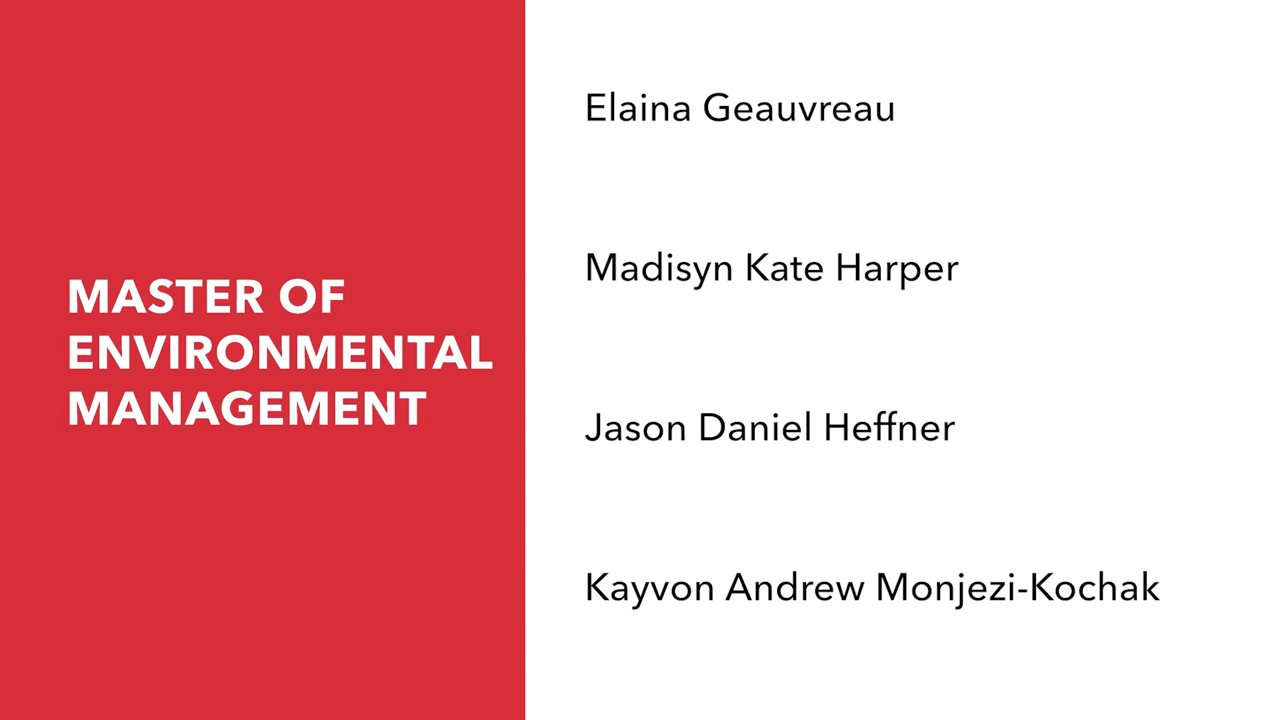 MASTER OF
ENVIRONMENTAL
MANAGEMENT
Elaina Geauvreau
Madisyn Kate Harper
Jason Daniel Heffner
Kayvon Andrew Monjezi-Kochak